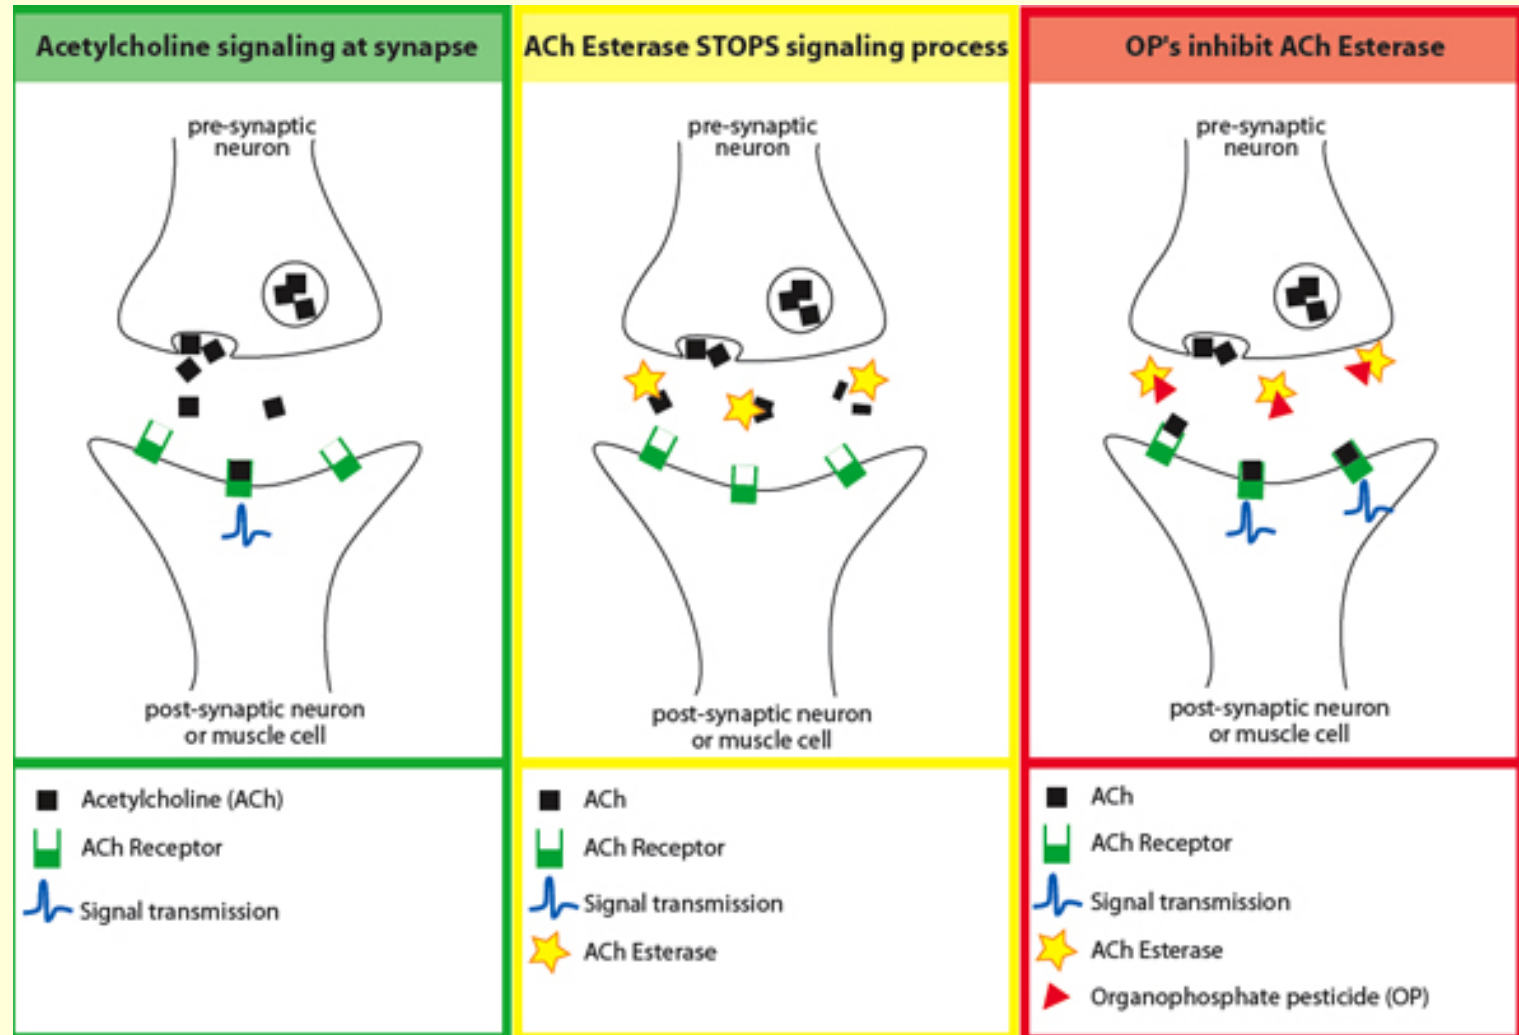 Acetylcholine signaling at synapse
pre-synaptic
neuron
post-synaptic neuron
or muscle cell
Acetylcholine (ACh)
ACh Receptor
Signal transmission
ACh Esterase STOPS signaling process
pre-synaptic
neuron
post-synaptic neuron
or muscle cell
ACh
ACh Receptor
Signal transmission
ACh Esterase
OP's inhibit ACh Esterase
pre-synaptic
neuron
post-synaptic neuron
or muscle cell
ACh
ACh Receptor
Signal transmission
ACh Esterase
Organophosphate pesticide (OP)